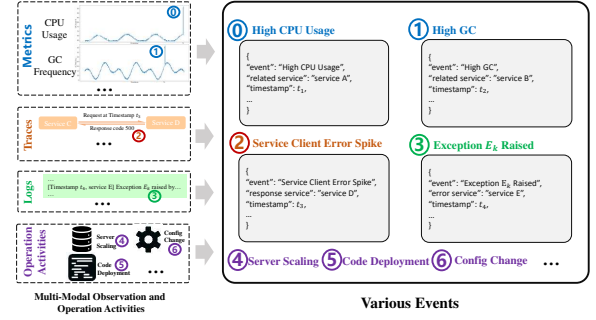 Metrics
CPU
Usage
0
GC
Frequency
1
...
Traces
Service C
Request at Timestamp t3
Service D
2
Response code 500
...
Logs
...
[Timestamp t4, service E] Exception Ek raised by...
...
3
...
Operation
Activities
Server
Scaling
4
Config
Change
6
Code
Deployment
5
...
Multi-Modal Observation and
Operation Activities
0 High CPU Usage
{
"event": "High CPU Usage",
"related service": "service A",
"timestamp": t1,
...
}
1 High GC
{
"event": "High GC",
"related service": "service B",
"timestamp": t2,
...
}
2 Service Client Error Spike
{
"event": "Service Client Error Spike",
"response service": "service D",
"timestamp": t3,
...
}
3 Exception Ek Raised
{
"event": "Exception Ek Raised",
"error service": "service E",
"timestamp": t4,
...
}
4 Server Scaling 5 Code Deployment 6 Config Change ...
Various Events